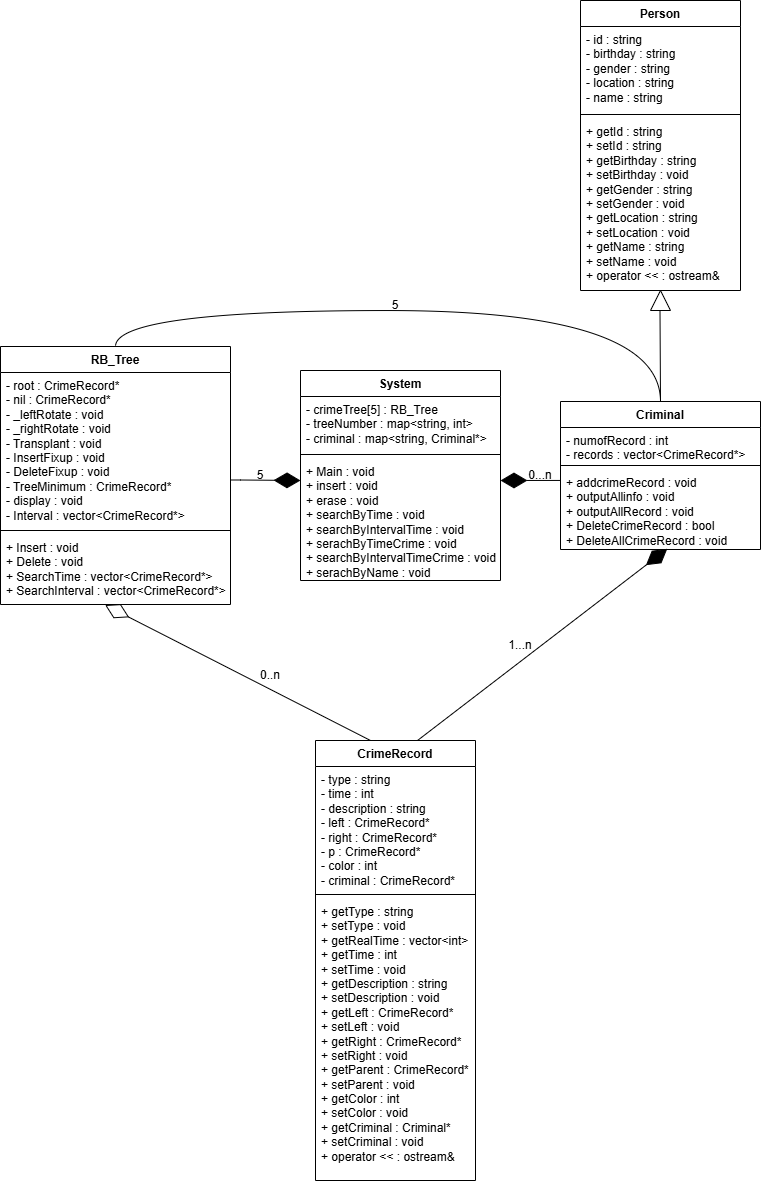 Person
- id : string
- birthday : string
- gender : string
- location : string
- name : string
+ getId : string
+ setId : string
+ getBirthday : string
+ setBirthday : void
+ getGender : string
+ setGender : void
+ getLocation : string
+ setLocation : void
+ getName : string
+ setName : void
+ operator << : ostream&
5
RB_Tree
- root : CrimeRecord*
- nil : CrimeRecord*
- _leftRotate : void
- _rightRotate : void
- Transplant : void
- InsertFixup : void
- DeleteFixup : void
- TreeMinimum : CrimeRecord*
- display : void
- Interval : vector<CrimeRecord*>
+ Insert : void
+ Delete : void
+ SearchTime : vector<CrimeRecord*>
+ SearchInterval : vector<CrimeRecord*>
5
System
- crimeTree[5] : RB_Tree
- treeNumber : map<string, int>
- criminal : map<string, Criminal*>
+ Main : void
+ insert : void
+ erase : void
+ searchByTime : void
+ searchByIntervalTime : void
+ serachByTimeCrime : void
+ searchByIntervalTimeCrime : void
+ serachByName : void
0..n
Criminal
- numofRecord : int
- records : vector<CrimeRecord*>
+ addcrimeRecord : void
+ outputAllinfo : void
+ outputAllRecord : void
+ DeleteCrimeRecord : bool
+ DeleteAllCrimeRecord : void
1...n
0..n
CrimeRecord
- type : string
- time : int
- description : string
- left : CrimeRecord*
- right : CrimeRecord*
- p : CrimeRecord*
- color : int
- criminal : CrimeRecord*
+ getType : string
+ setType : void
+ getRealTime : vector<int>
+ getTime : int
+ setTime : void
+ getDescription : string
+ setDescription : void
+ getLeft : CrimeRecord*
+ setLeft : void
+ getRight : CrimeRecord*
+ setRight : void
+ getParent : CrimeRecord*
+ setParent : void
+ getColor : int
+ setColor : void
+ getCriminal : Criminal*
+ setCriminal : void
+ operator << : ostream&